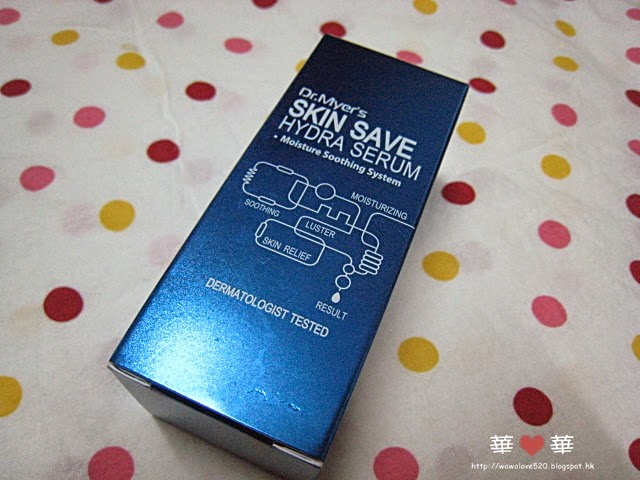 Dr.Myer's
SKIN SAVE
HYDRA SERUM
• Moisture Soothing System
MOISTURIZING
SOOTHING
LUSTER
SKIN RELIEF
RESULT
DERMATOLOGIST TESTED
華❤華
http://wawalove520.blogspot.hk